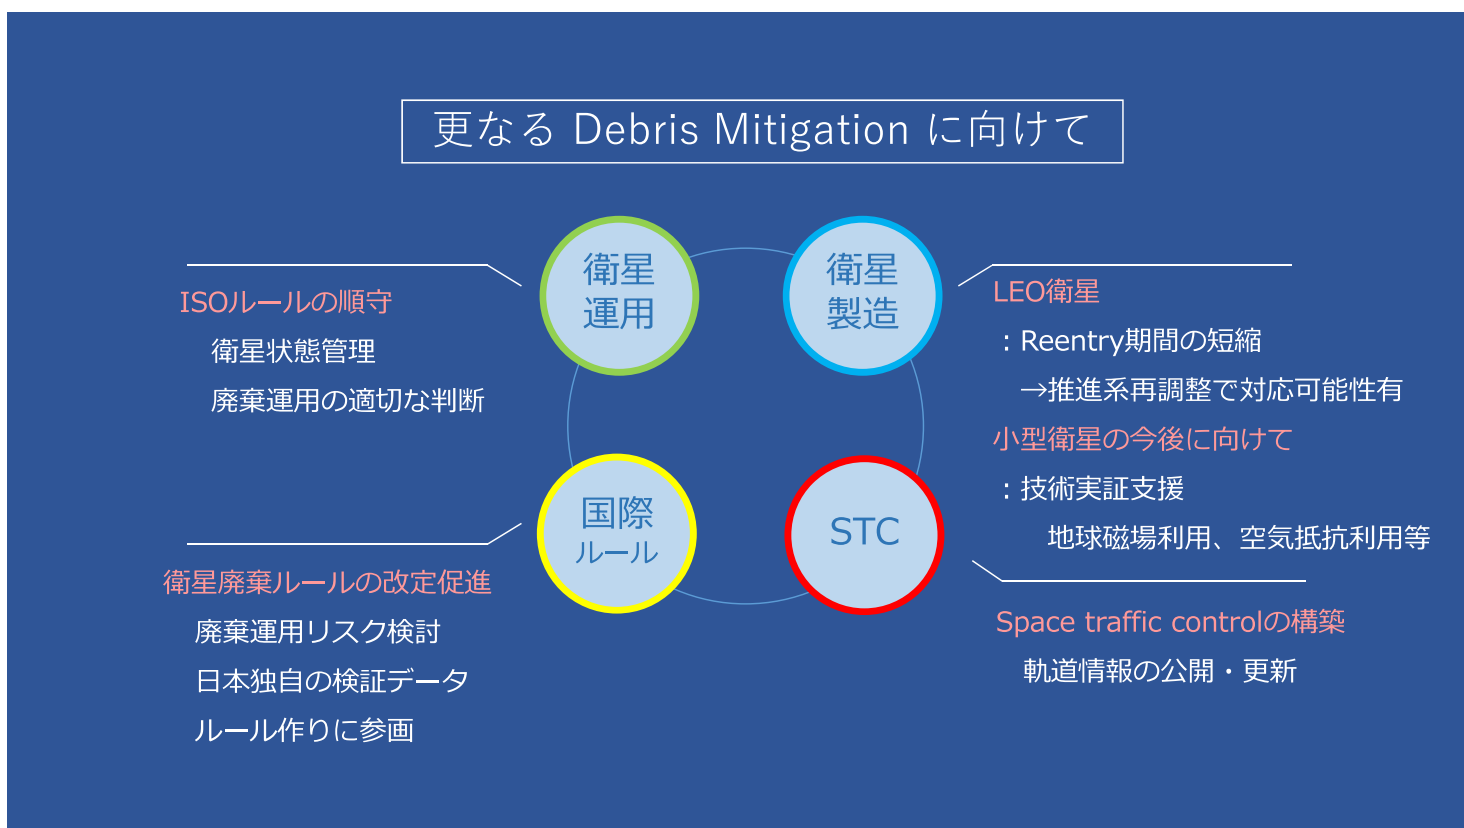 更なる Debris Mitigation に向けて
衛星
運用
ISOルールの順守
衛星状態管理
廃棄運用の適切な判断
衛星
製造
LEO衛星
：Reentry期間の短縮
→推進系再調整で対応可能性有
小型衛星の今後に向けて
：技術実証支援
地球磁場利用、空気抵抗利用等
国際
ルール
衛星廃棄ルールの改定促進
廃棄運用リスク検討
日本独自の検証データ
ルール作りに参画
STC
Space traffic controlの構築
軌道情報の公開・更新